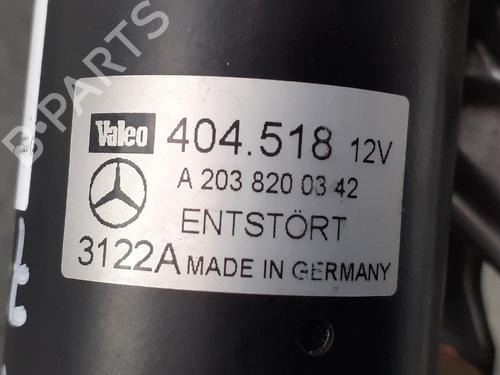 B-PARTS
Valeo 404.518 12V
A 203 820 03 42
ENTSTÖRT
3122A MADE IN GERMANY